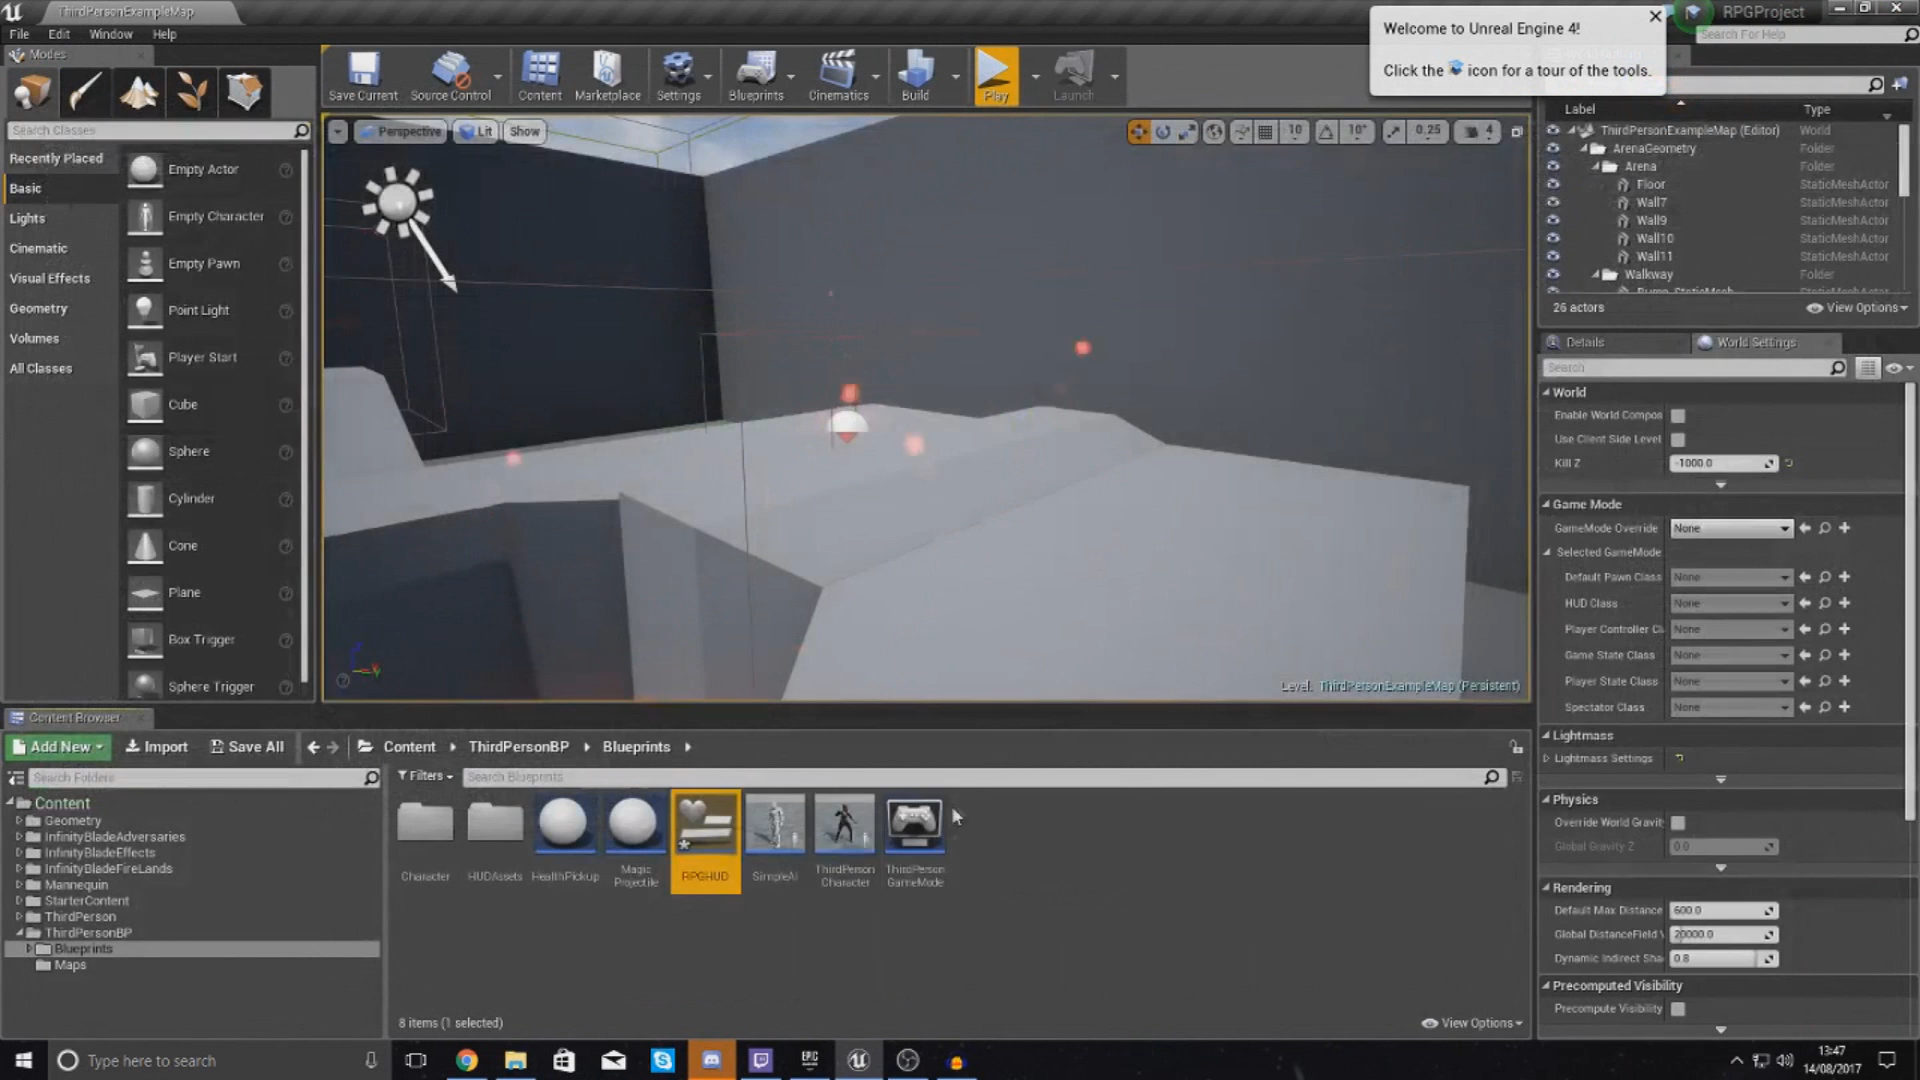 ThirdPersonExampleMap
RPGProject
File Edit Window Help
Search For Help
Welcome to Unreal Engine 4!
Click the icon for a tour of the tools.
Modes
Save Current
Source Control
Content
Marketplace
Settings
Blueprints
Cinematics
Build
Play
Launch
Search Classes
Recently Placed
Basic
Lights
Cinematic
Visual Effects
Geometry
Volumes
All Classes
Empty Actor
Empty Character
Empty Pawn
Point Light
Player Start
Cube
Sphere
Cylinder
Cone
Plane
Box Trigger
Sphere Trigger
Perspective
Lit
Show
10
10°
0.25
4
Level: ThirdPersonExampleMap (Persistent)
Label Type
ThirdPersonExampleMap (Editor) World
ArenaGeometry Folder
Arena Folder
Floor StaticMeshActor
Wall7 StaticMeshActor
Wall9 StaticMeshActor
Wall10 StaticMeshActor
Wall11 StaticMeshActor
Walkway Folder
26 actors
View Options
Details
World Settings
Search
World
Enable World Compos
Use Client Side Level
Kill Z -1000.0
Game Mode
GameMode Override None
Selected GameMode
Default Pawn Class None
HUD Class None
Player Controller Cl None
Game State Class None
Player State Class None
Spectator Class None
Lightmass
Lightmass Settings
Physics
Override World Gravit
Global Gravity Z 0.0
Rendering
Default Max Distance 600.0
Global DistanceField V 20000.0
Dynamic Indirect Sha 0.8
Precomputed Visibility
Precompute Visibility
Content Browser
Add New
Import
Save All
Content
ThirdPersonBP
Blueprints
Search Folders
Filters
Search Blueprints
Content
Geometry
InfinityBladeAdversaries
InfinityBladeEffects
InfinityBladeFireLands
Mannequin
StarterContent
ThirdPerson
ThirdPersonBP
Blueprints
Maps
Character
HUDAssets
HealthPickup
Magic
Projectile
RPGHUD
SimpleAI
ThirdPerson
Character
ThirdPerson
GameMode
8 items (1 selected)
View Options
Type here to search
EPIC
13:47
14/08/2017